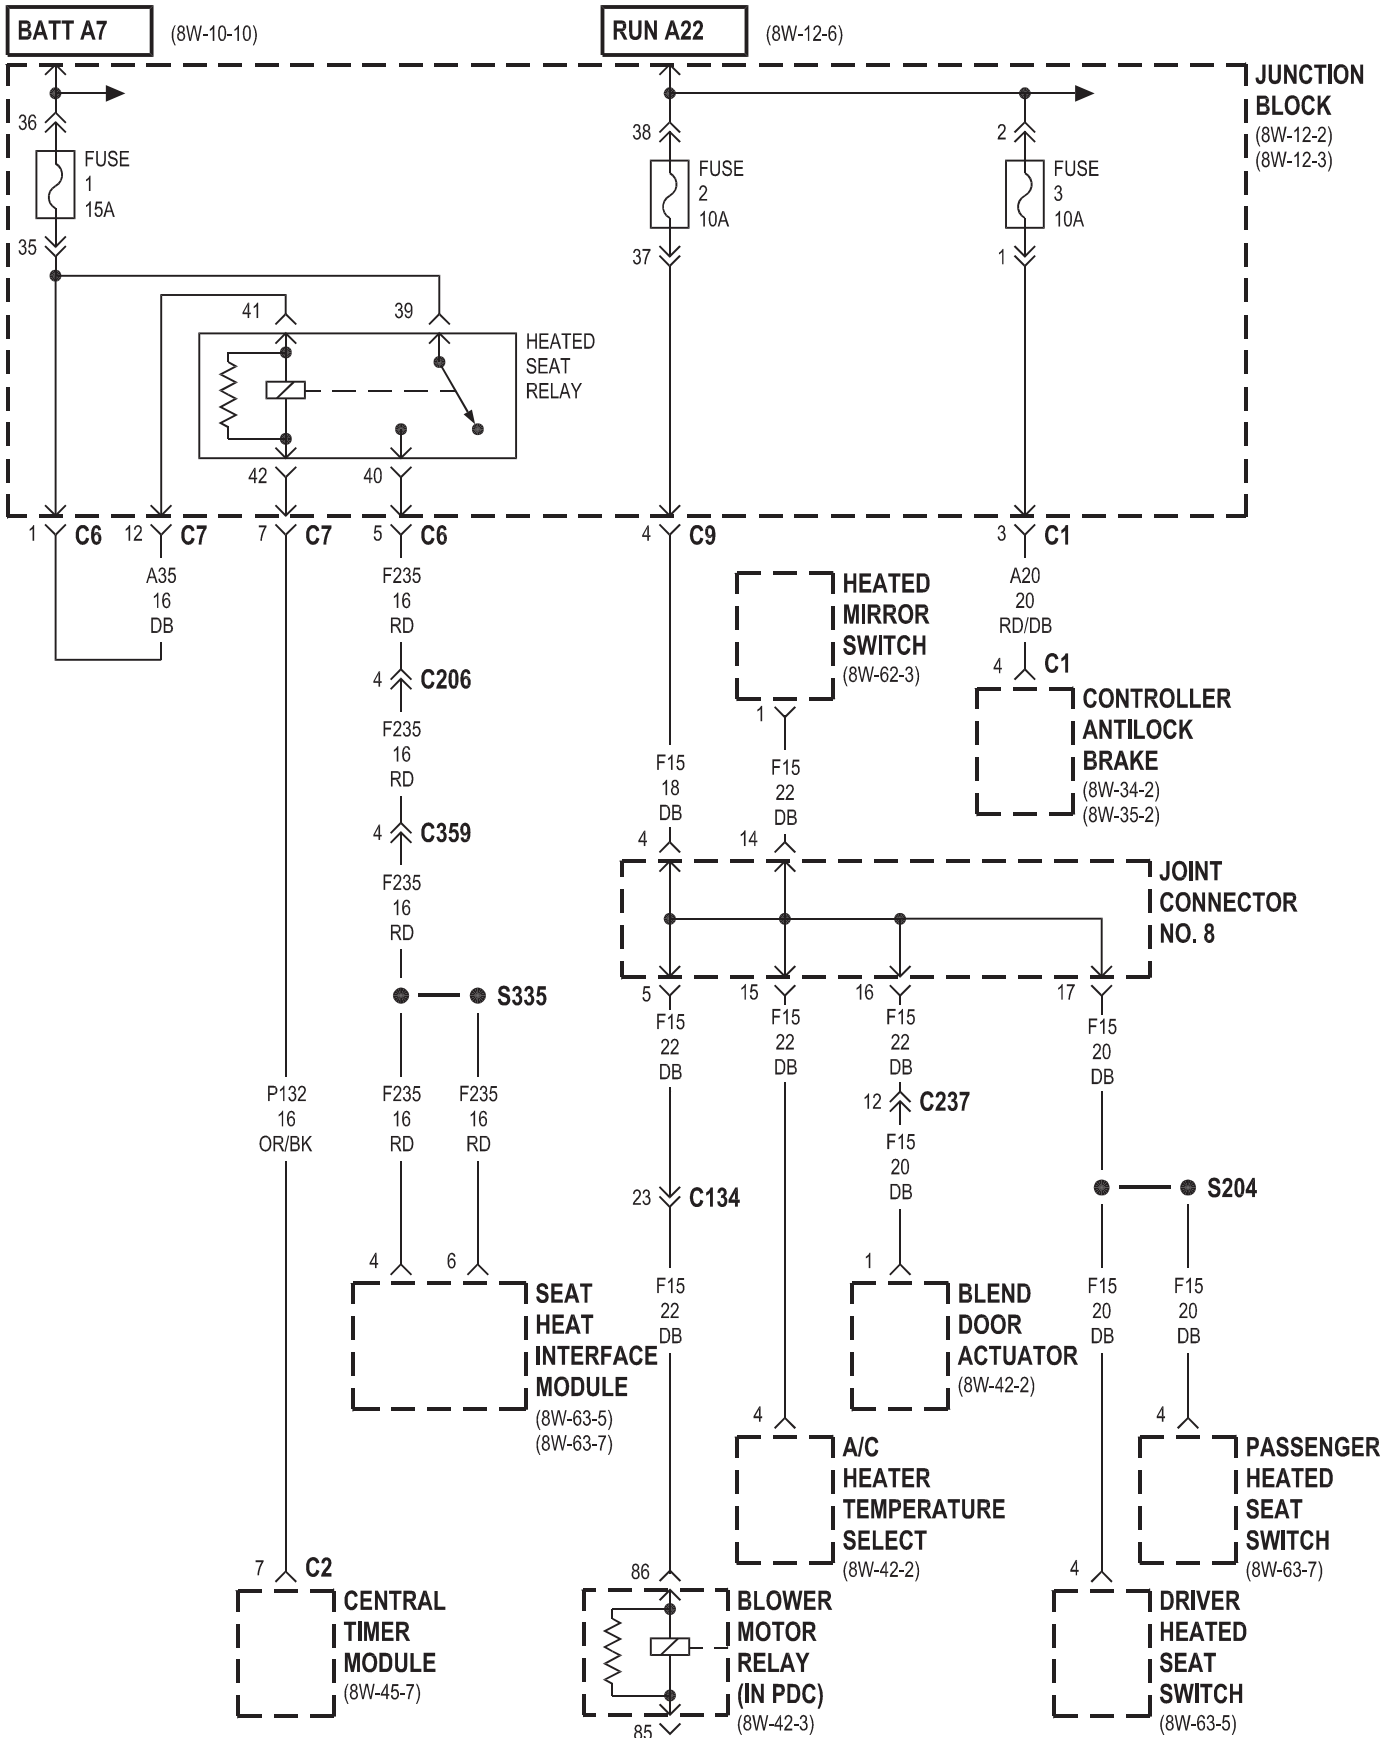 BATT A7
(8W-10-10)
RUN A22
(8W-12-6)
JUNCTION
BLOCK
(8W-12-2)
(8W-12-3)
36
FUSE
1
15A
35
38
FUSE
2
10A
37
2
FUSE
3
10A
1
41
39
HEATED
SEAT
RELAY
42
40
1
C6
12
C7
7
C7
5
C6
4
C9
3
C1
A35
16
DB
F235
16
RD
4
C206
F235
16
RD
4
C359
F235
16
RD
S335
P132
16
OR/BK
F235
16
RD
F235
16
RD
4
6
SEAT
HEAT
INTERFACE
MODULE
(8W-63-5)
(8W-63-7)
7
C2
CENTRAL
TIMER
MODULE
(8W-45-7)
HEATED
MIRROR
SWITCH
(8W-62-3)
1
A20
20
RD/DB
4
C1
CONTROLLER
ANTILOCK
BRAKE
(8W-34-2)
(8W-35-2)
F15
18
DB
4
F15
22
DB
14
JOINT
CONNECTOR
NO. 8
5
15
16
17
F15
22
DB
F15
22
DB
F15
22
DB
F15
20
DB
12
C237
F15
20
DB
23
C134
S204
F15
22
DB
1
BLEND
DOOR
ACTUATOR
(8W-42-2)
F15
20
DB
F15
20
DB
4
A/C
HEATER
TEMPERATURE
SELECT
(8W-42-2)
4
PASSENGER
HEATED
SEAT
SWITCH
(8W-63-7)
86
BLOWER
MOTOR
RELAY
(IN PDC)
(8W-42-3)
85
4
DRIVER
HEATED
SEAT
SWITCH
(8W-63-5)